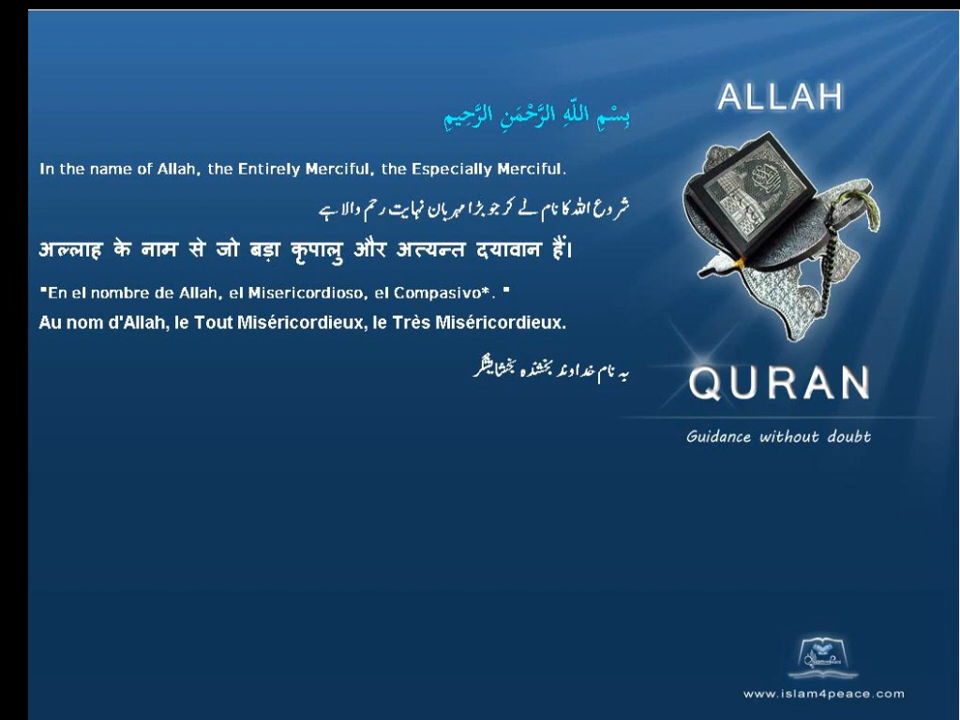 بِسْمِ اللَّهِ الرَّحْمَنِ الرَّحِيمِ
In the name of Allah, the Entirely Merciful, the Especially Merciful.
شروع اللہ کا نام لے کر جو بڑا مہربان نہایت رحم والا ہے
अल्लाह के नाम से जो बड़ा कृपालु और अत्यन्त दयावान हैं।
"En el nombre de Allah, el Misericordioso, el Compasivo*. "
Au nom d'Allah, le Tout Miséricordieux, le Très Miséricordieux.
به نام خداوند بخشنده بخشایشگر
ALLAH
QURAN
Guidance without doubt
www.islam4peace.com